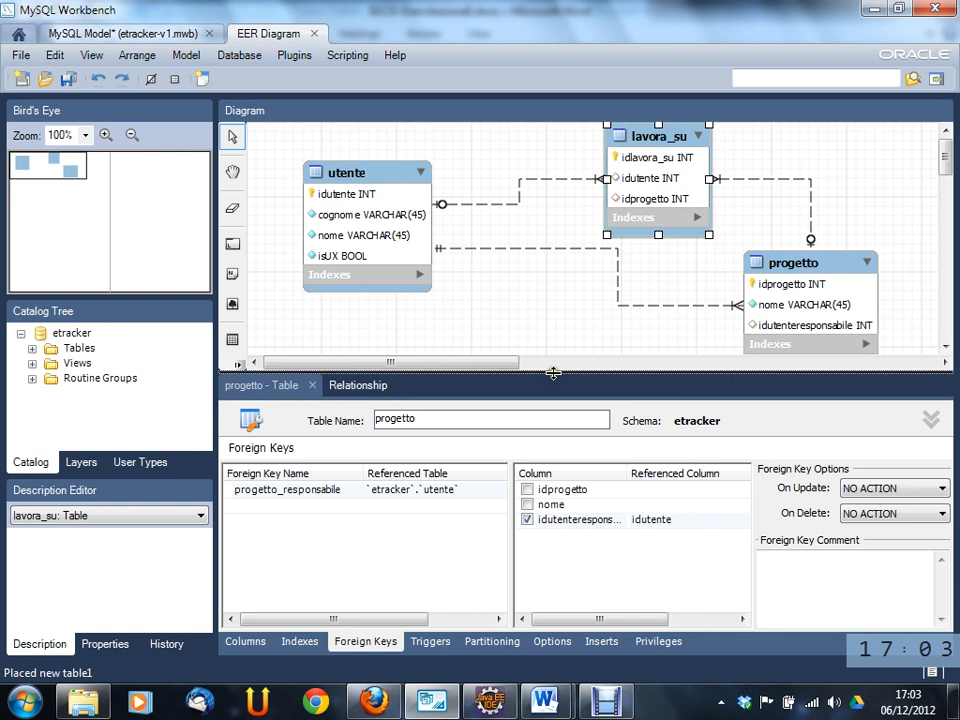 MySQL Workbench
MySQL Model* (etracker-v1.mwb)
EER Diagram
File Edit View Arrange Model Database Plugins Scripting Community Help
ORACLE
Bird's Eye
Zoom: 100%
Diagram
utente
idutente INT
cognome VARCHAR(45)
nome VARCHAR(45)
isUX BOOL
Indexes
lavora_su
idlavora_su INT
idutente INT
idprogetto INT
Indexes
progetto
idprogetto INT
nome VARCHAR(45)
idutenteresponsabile INT
Indexes
Catalog Tree
etracker
Tables
Views
Routine Groups
Catalog Layers User Types
Description Editor
lavora_su: Table
Description Properties History
progetto - Table
Relationship
Table Name: progetto
Schema: etracker
Foreign Keys
Foreign Key Name Referenced Table
progetto_responsabile `etracker`.`utente`
Column Referenced Column
idprogetto
nome
idutenterespons... idutente
Foreign Key Options
On Update: NO ACTION
On Delete: NO ACTION
Foreign Key Comment
Columns Indexes Foreign Keys Triggers Partitioning Options Inserts Privileges
17:03
Placed new table1
Java EE
IDE
17:03
06/12/2012